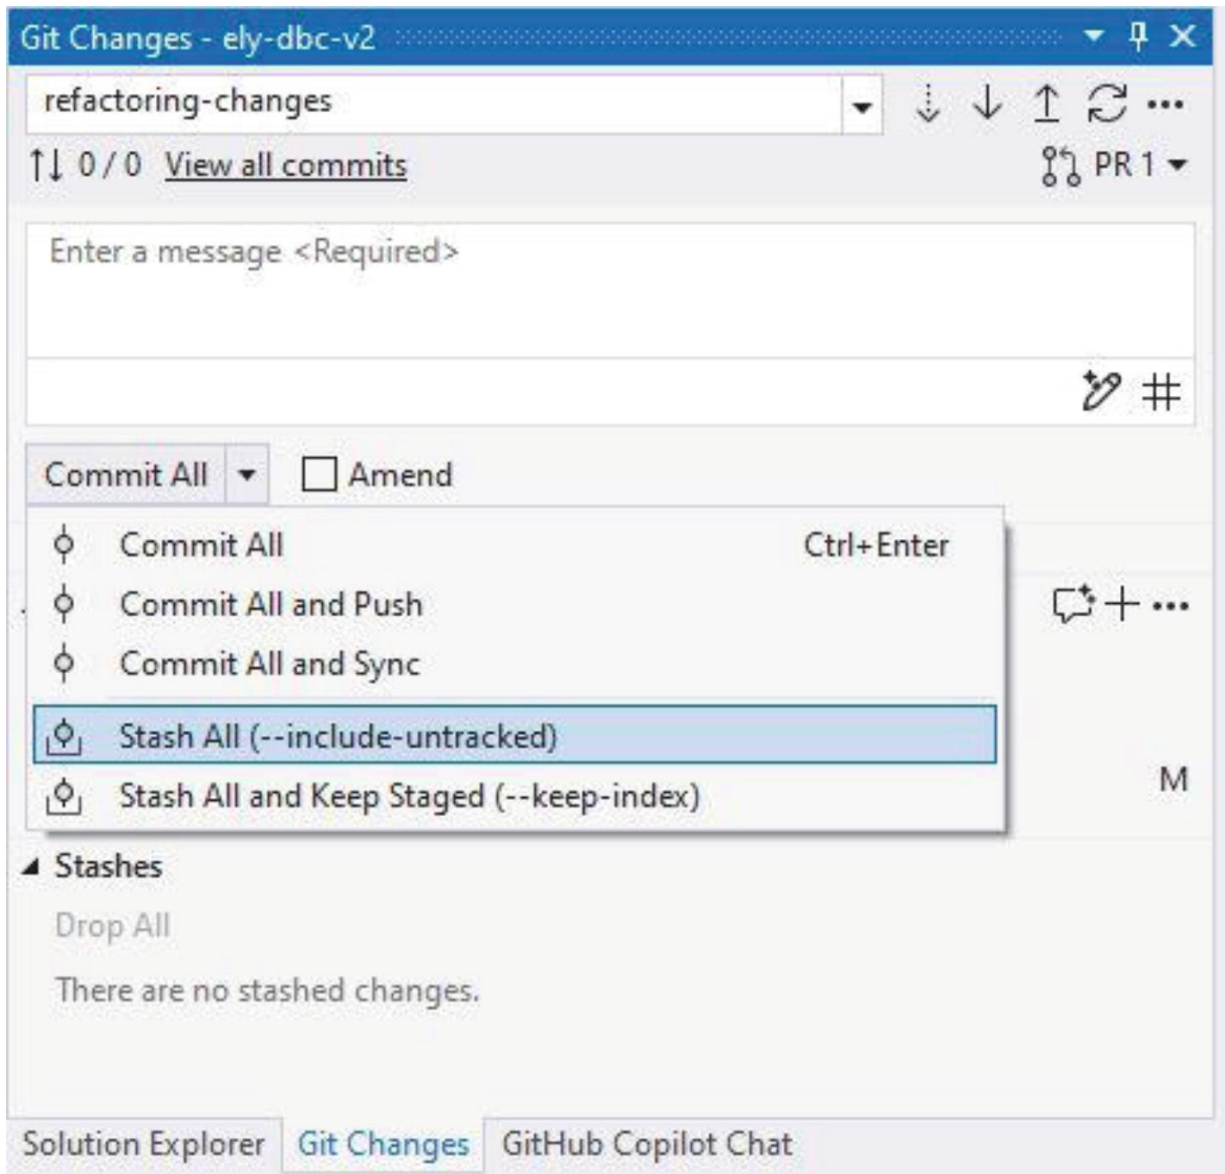 Git Changes - ely-dbc-v2
refactoring-changes
0 / 0 View all commits PR 1
Enter a message <Required>
Commit All Amend
Commit All Ctrl+Enter
Commit All and Push
Commit All and Sync
Stash All (--include-untracked)
Stash All and Keep Staged (--keep-index)
M
Stashes
Drop All
There are no stashed changes.
Solution Explorer Git Changes GitHub Copilot Chat